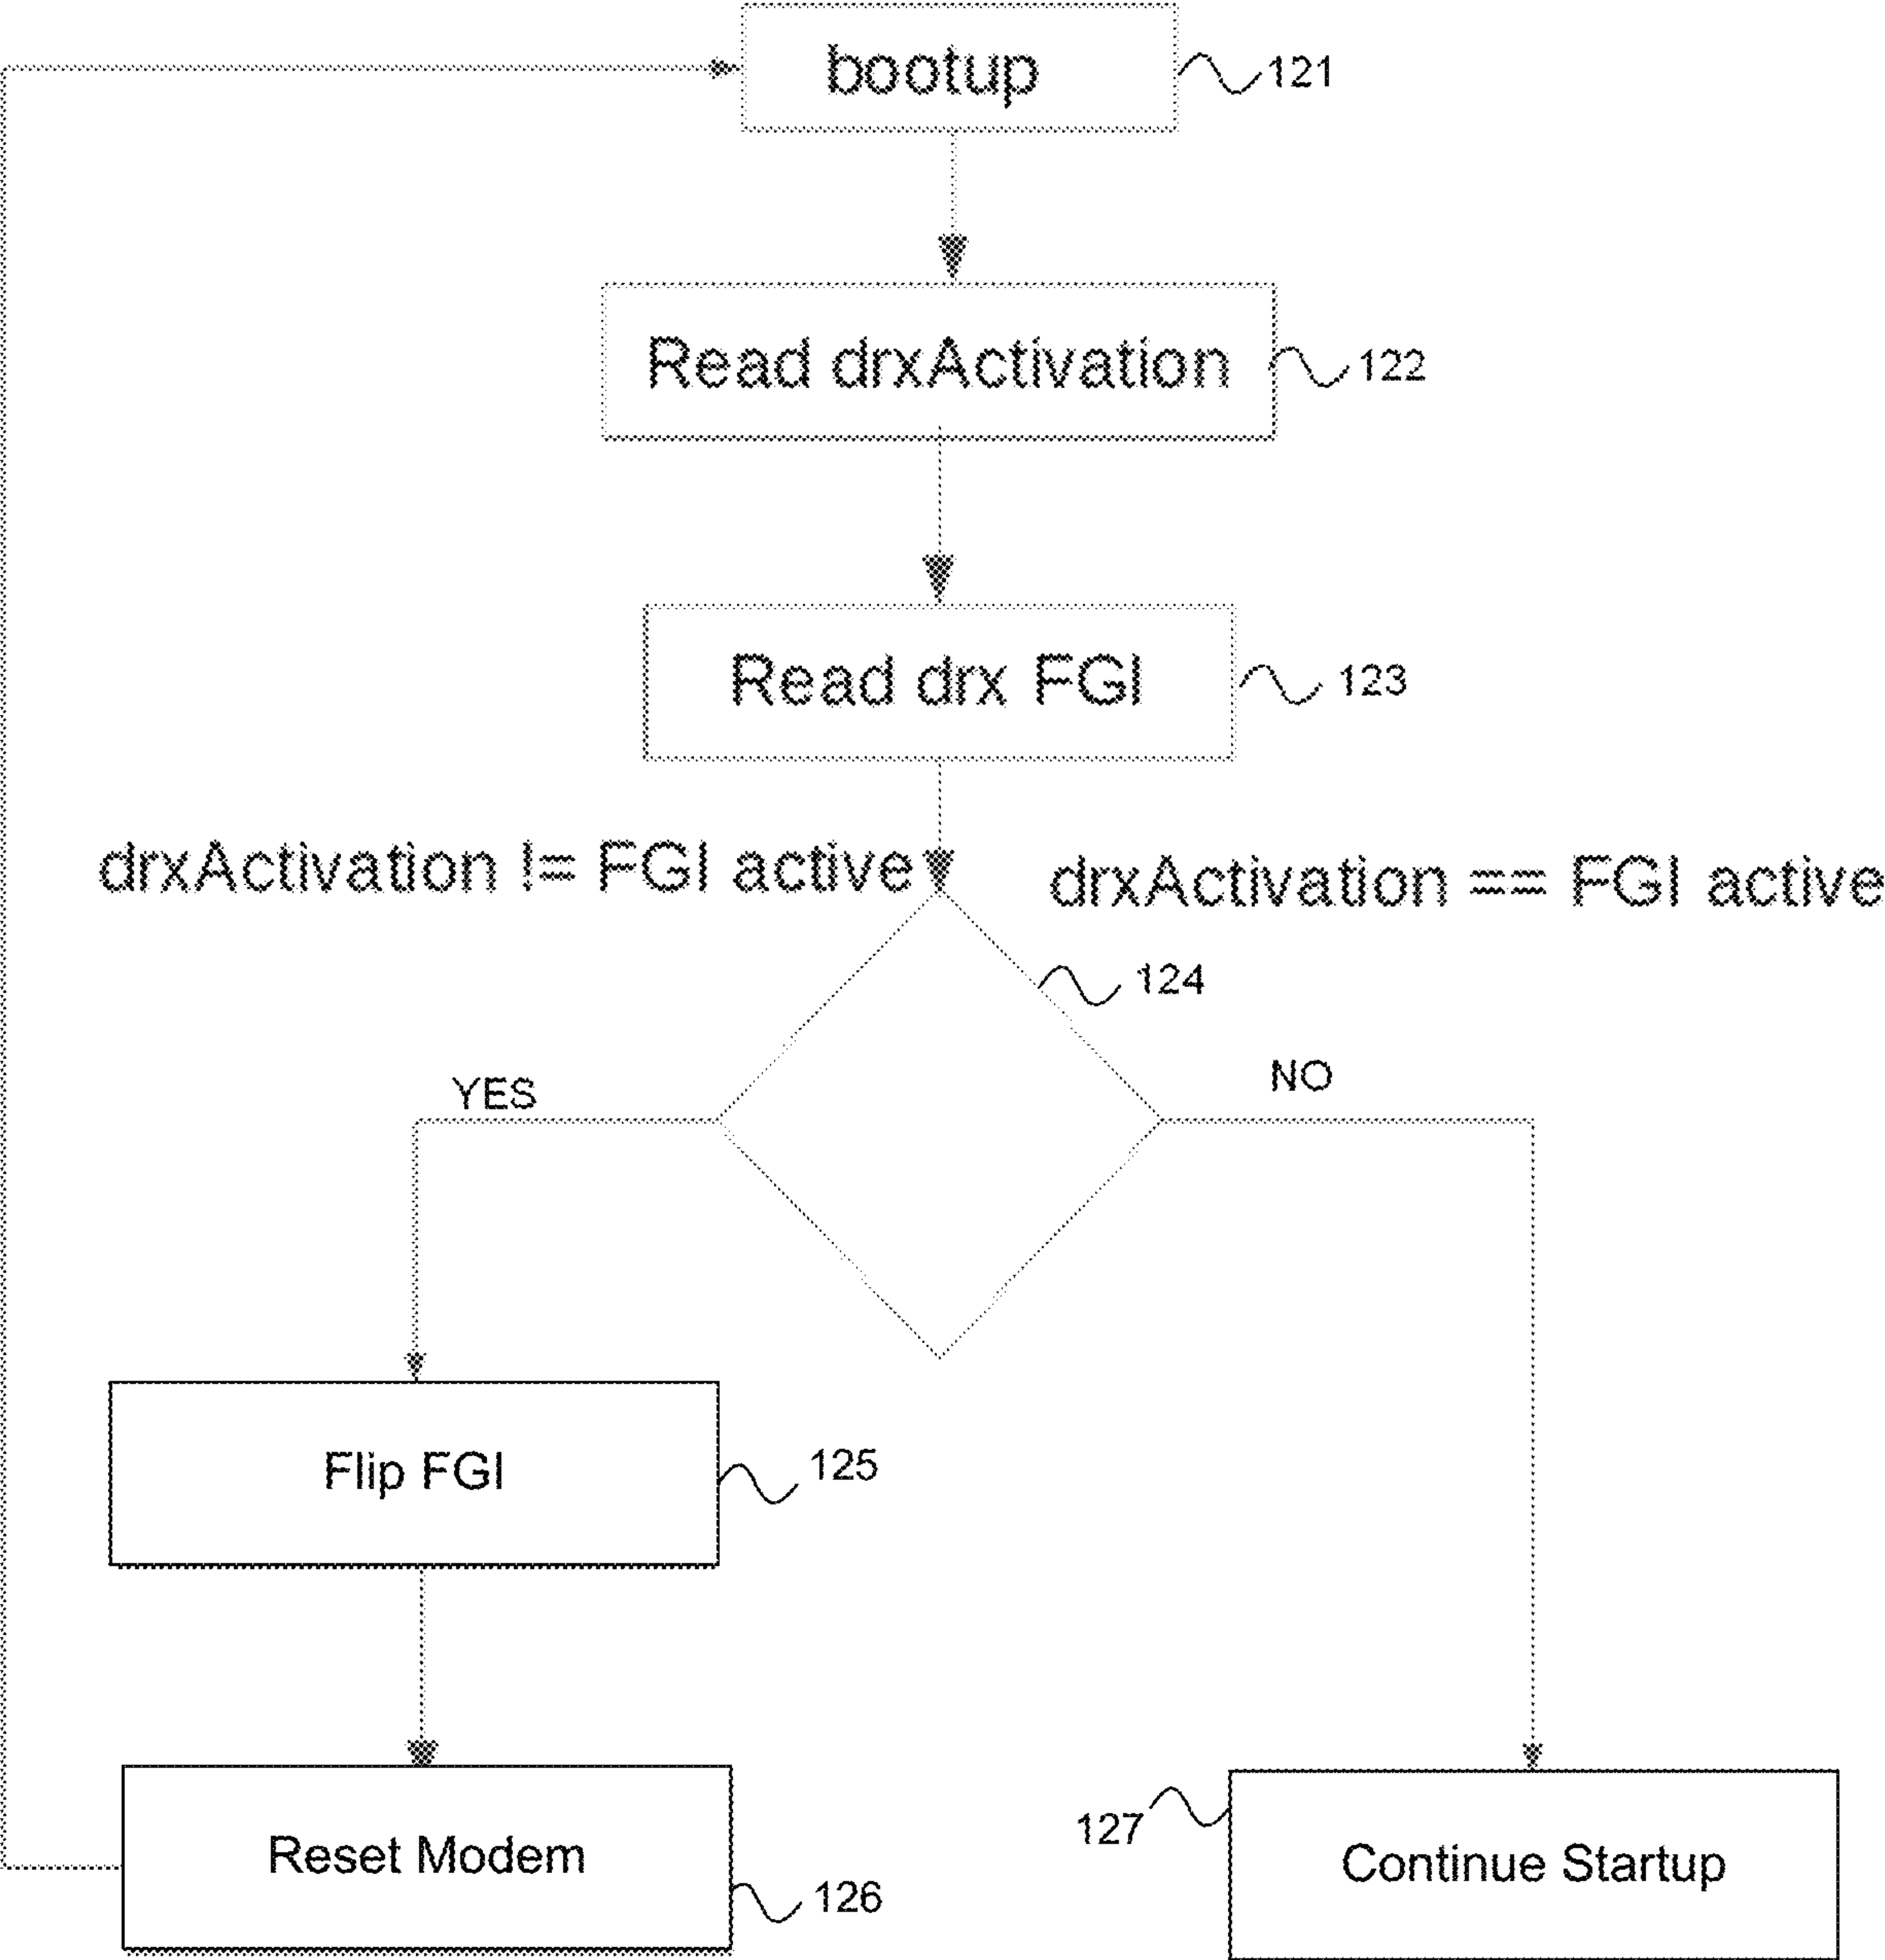 bootup
121
Read drxActivation
122
Read drx FGI
123
drxActivation != FGI active
drxActivation == FGI active
124
YES
NO
Flip FGI
125
Reset Modem
126
127
Continue Startup